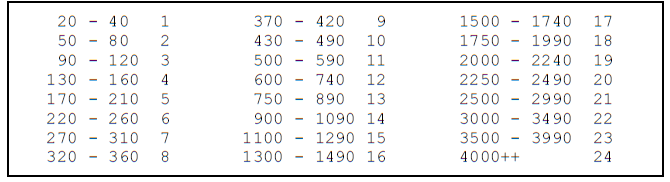 20 - 40 1 370 - 420 9 1500 - 1740 17
50 - 80 2 430 - 490 10 1750 - 1990 18
90 - 120 3 500 - 590 11 2000 - 2240 19
130 - 160 4 600 - 740 12 2250 - 2490 20
170 - 210 5 750 - 890 13 2500 - 2990 21
220 - 260 6 900 - 1090 14 3000 - 3490 22
270 - 310 7 1100 - 1290 15 3500 - 3990 23
320 - 360 8 1300 - 1490 16 4000++ 24